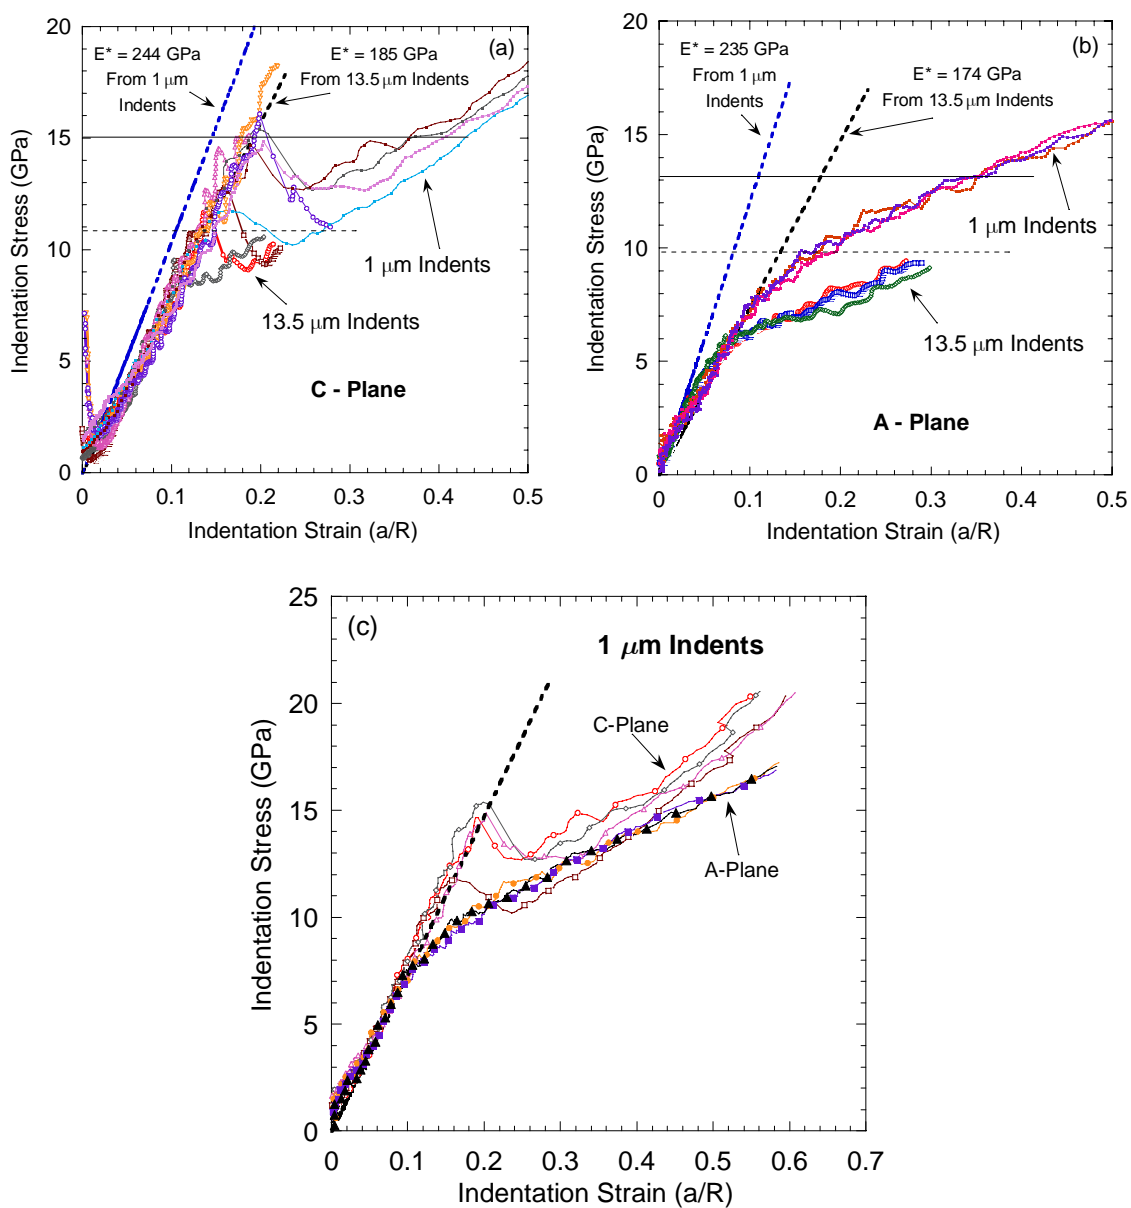 (a)
E* = 244 GPa
From 1 μm
Indents
E* = 185 GPa
From 13.5 μm Indents
1 μm Indents
13.5 μm Indents
C - Plane
20
15
10
5
0
Indentation Stress (GPa)
0 0.1 0.2 0.3 0.4 0.5
Indentation Strain (a/R)
(b)
E* = 235 GPa
From 1 μm
Indents
E* = 174 GPa
From 13.5 μm Indents
1 μm Indents
13.5 μm Indents
A - Plane
20
15
10
5
0
Indentation Stress (GPa)
0 0.1 0.2 0.3 0.4 0.5
Indentation Strain (a/R)
(c)
1 μm Indents
C-Plane
A-Plane
25
20
15
10
5
0
Indentation Stress (GPa)
0 0.1 0.2 0.3 0.4 0.5 0.6 0.7
Indentation Strain (a/R)